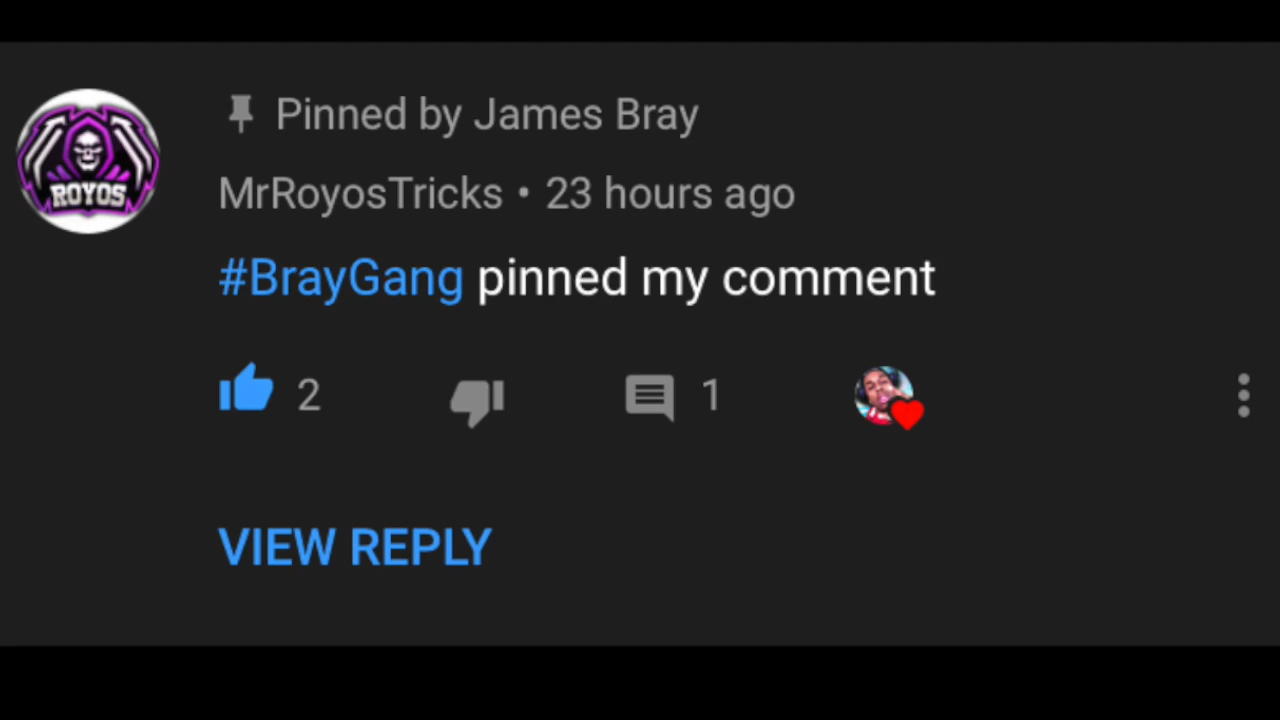 Pinned by James Bray
MrRoyosTricks • 23 hours ago
ROYOS
#BrayGang pinned my comment
2
1
VIEW REPLY